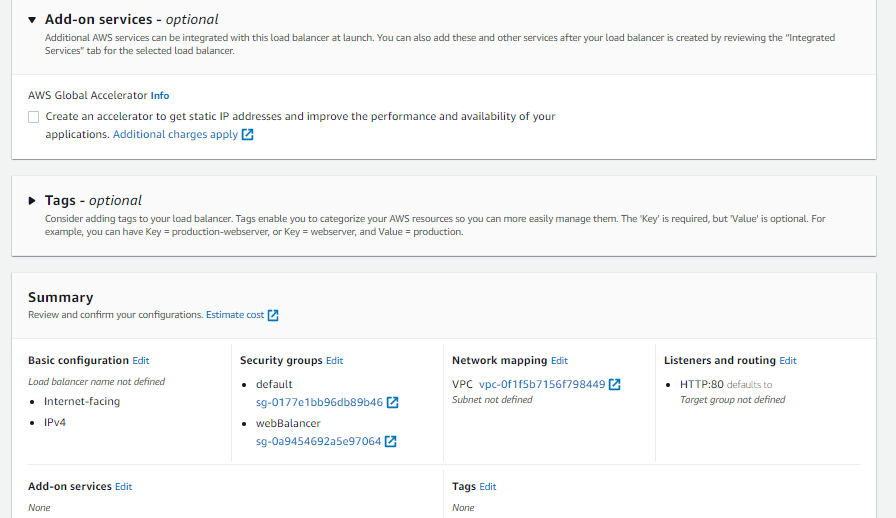 Add-on services - optional
Additional AWS services can be integrated with this load balancer at launch. You can also add these and other services after your load balancer is created by reviewing the "Integrated
Services" tab for the selected load balancer.
AWS Global Accelerator Info
Create an accelerator to get static IP addresses and improve the performance and availability of your
applications. Additional charges apply
Tags - optional
Consider adding tags to your load balancer. Tags enable you to categorize your AWS resources so you can more easily manage them. The 'Key' is required, but 'Value' is optional. For
example, you can have Key = production-webserver, or Key = webserver, and Value = production.
Summary
Review and confirm your configurations. Estimate cost
Basic configuration Edit
Load balancer name not defined
• Internet-facing
• IPv4
Security groups Edit
• default
sg-0177e1bb96db89b46
• webBalancer
sg-0a9454692a5e97064
Network mapping Edit
VPC vpc-0f1f5b7156f798449
Subnet not defined
Listeners and routing Edit
• HTTP:80 defaults to
Target group not defined
Add-on services Edit
None
Tags Edit
None